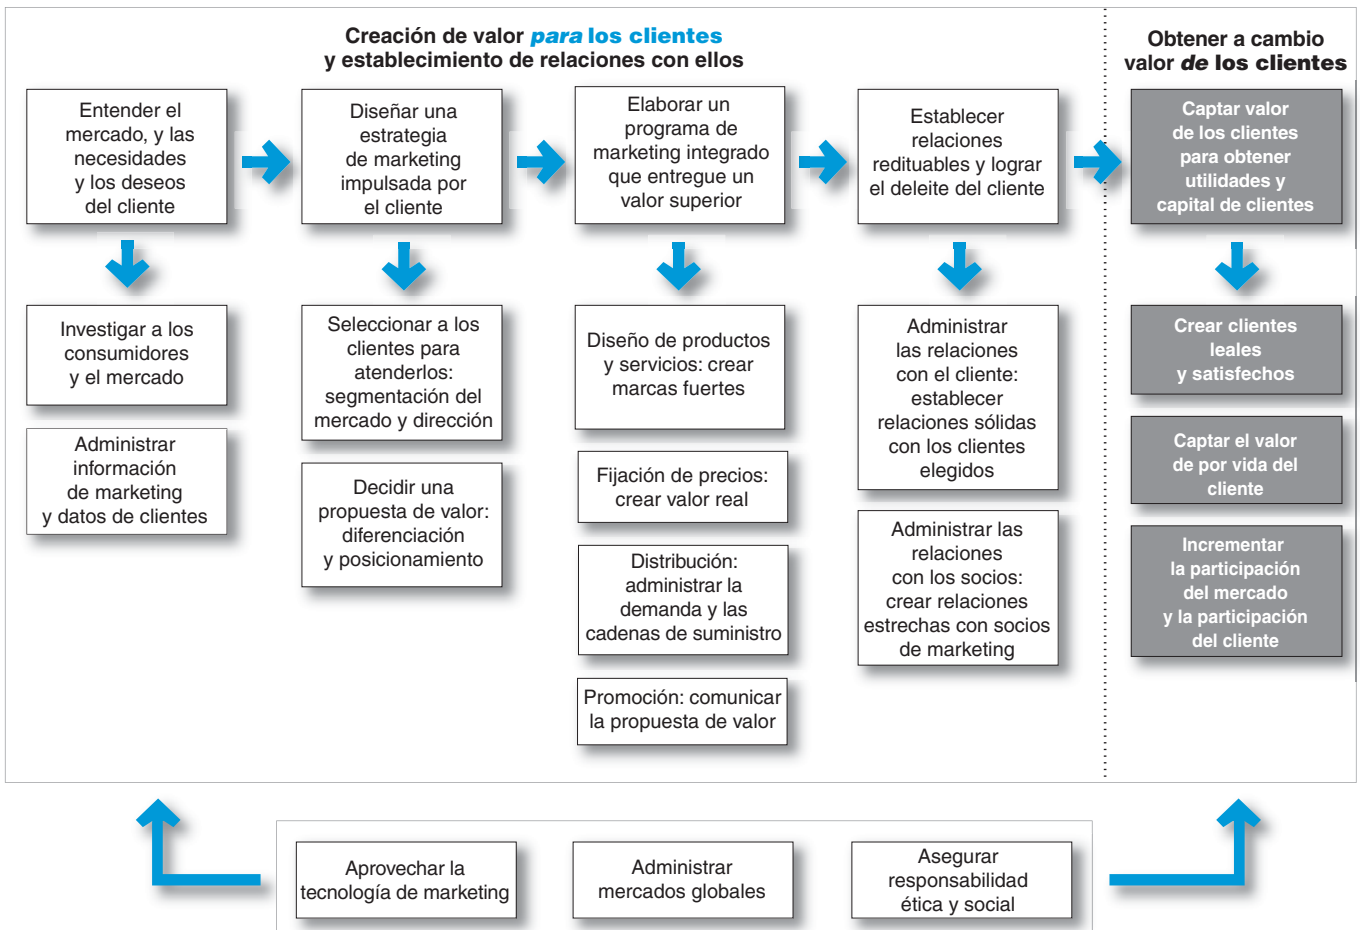 Creación de valor para los clientes
y establecimiento de relaciones con ellos
Obtener a cambio
valor de los clientes
Entender el
mercado, y las
necesidades
y los deseos
del cliente
Diseñar una
estrategia
de marketing
impulsada por
el cliente
Elaborar un
programa de
marketing integrado
que entregue un
valor superior
Establecer
relaciones
redituables y lograr
el deleite del cliente
Captar valor
de los clientes
para obtener
utilidades y
capital de clientes
Investigar a los
consumidores
y el mercado
Administrar
información
de marketing
y datos de clientes
Seleccionar a los
clientes para
atenderlos:
segmentación del
mercado y dirección
Decidir una
propuesta de valor:
diferenciación
y posicionamiento
Diseño de productos
y servicios: crear
marcas fuertes
Fijación de precios:
crear valor real
Distribución:
administrar la
demanda y las
cadenas de suministro
Promoción: comunicar
la propuesta de valor
Administrar
las relaciones
con el cliente:
establecer
relaciones sólidas
con los clientes
elegidos
Administrar las
relaciones
con los socios:
crear relaciones
estrechas con socios
de marketing
Crear clientes
leales
y satisfechos
Captar el valor
de por vida del
cliente
Incrementar
la participación
del mercado
y la participación
del cliente
Aprovechar la
tecnología de marketing
Administrar
mercados globales
Asegurar
responsabilidad
ética y social